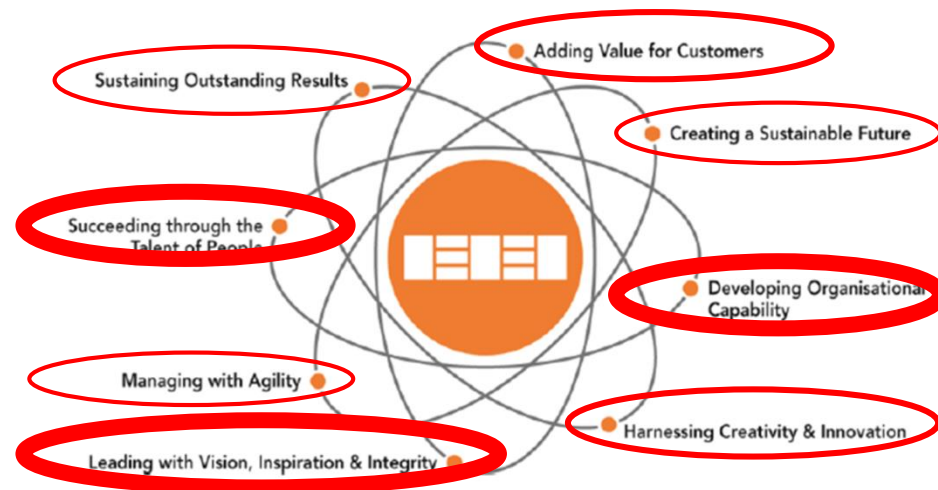 Adding Value for Customers
Sustaining Outstanding Results
Creating a Sustainable Future
Succeeding through the
Talent of People
Developing Organisational
Capability
Managing with Agility
Harnessing Creativity & Innovation
Leading with Vision, Inspiration & Integrity